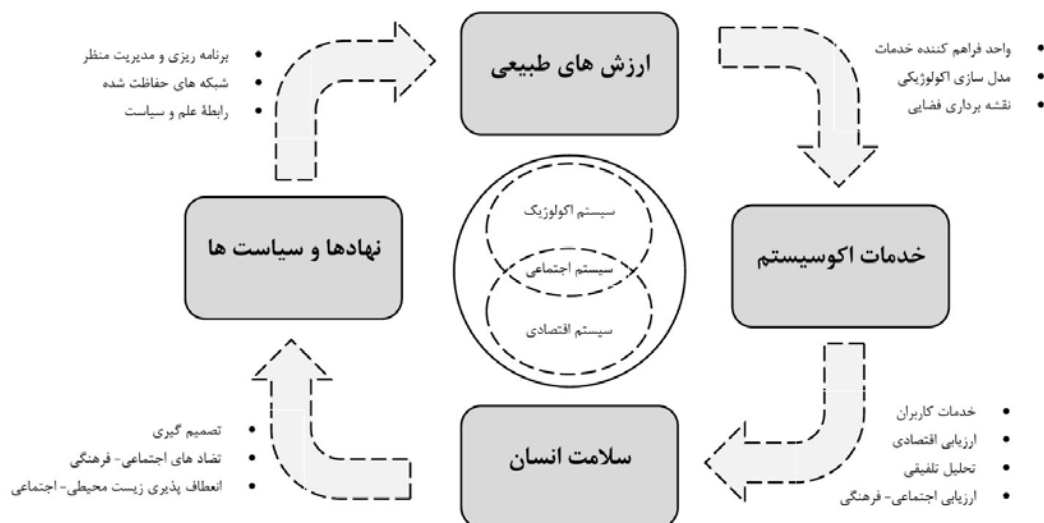 ارزش های طبیعی
واحد فراهم کننده خدمات
مدل سازی اکولوژیکی
نقشه برداری فضایی
خدمات اکوسیستم
خدمات کاربران
ارزیابی اقتصادی
تحلیل تلفیقی
ارزیابی اجتماعی- فرهنگی
سلامت انسان
تصمیم گیری
تضاد های اجتماعی- فرهنگی
انعطاف پذیری زیست محیطی- اجتماعی
نهادها و سیاست ها
برنامه ریزی و مدیریت منظر
شبکه های حفاظت شده
رابطۀ علم و سیاست
سیستم اکولوژیک
سیستم اجتماعی
سیستم اقتصادی